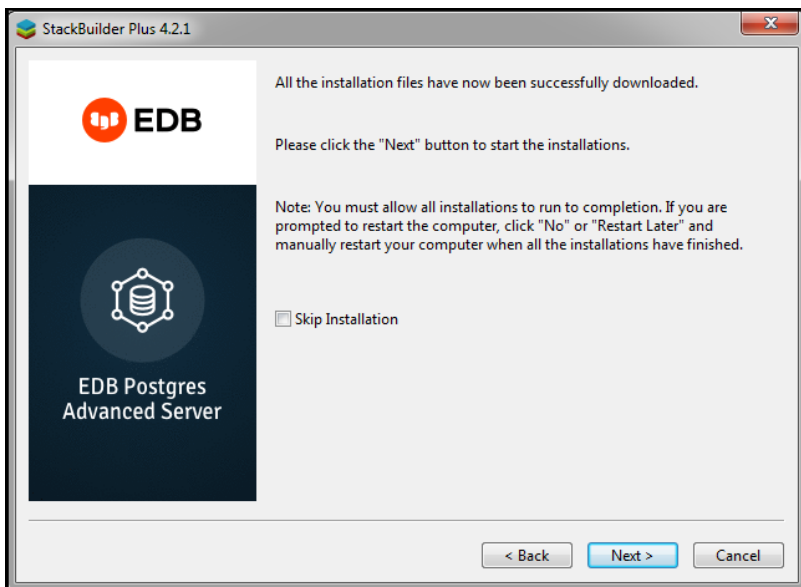 StackBuilder Plus 4.2.1
EDB
All the installation files have now been successfully downloaded.
Please click the "Next" button to start the installations.
Note: You must allow all installations to run to completion. If you are
prompted to restart the computer, click "No" or "Restart Later" and
manually restart your computer when all the installations have finished.
Skip Installation
EDB Postgres
Advanced Server
< Back
Next >
Cancel